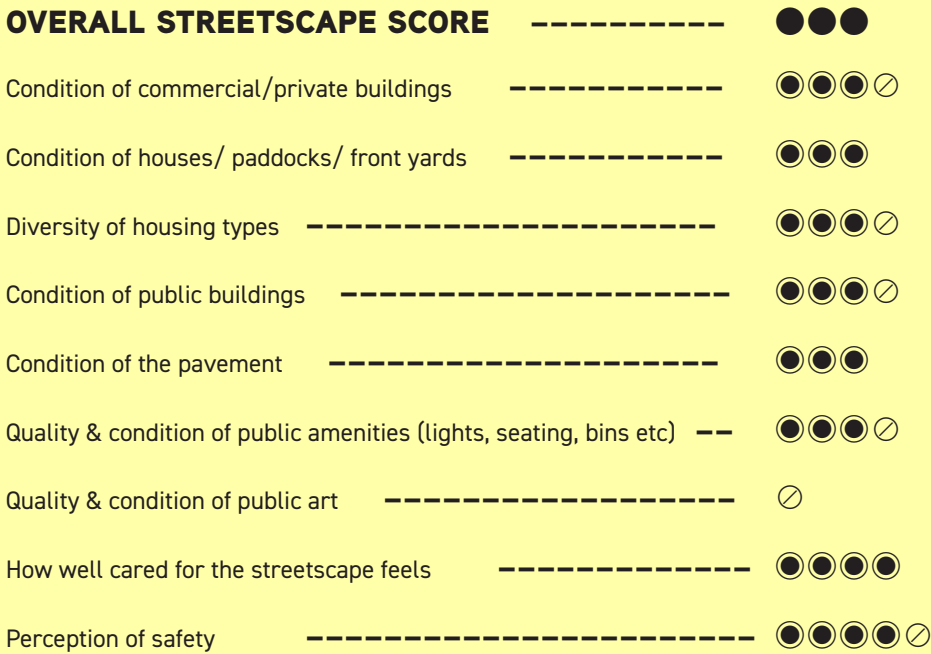 OVERALL STREETSCAPE SCORE
Condition of commercial/private buildings
Condition of houses/ paddocks/ front yards
Diversity of housing types
Condition of public buildings
Condition of the pavement
Quality & condition of public amenities (lights, seating, bins etc)
Quality & condition of public art
How well cared for the streetscape feels
Perception of safety